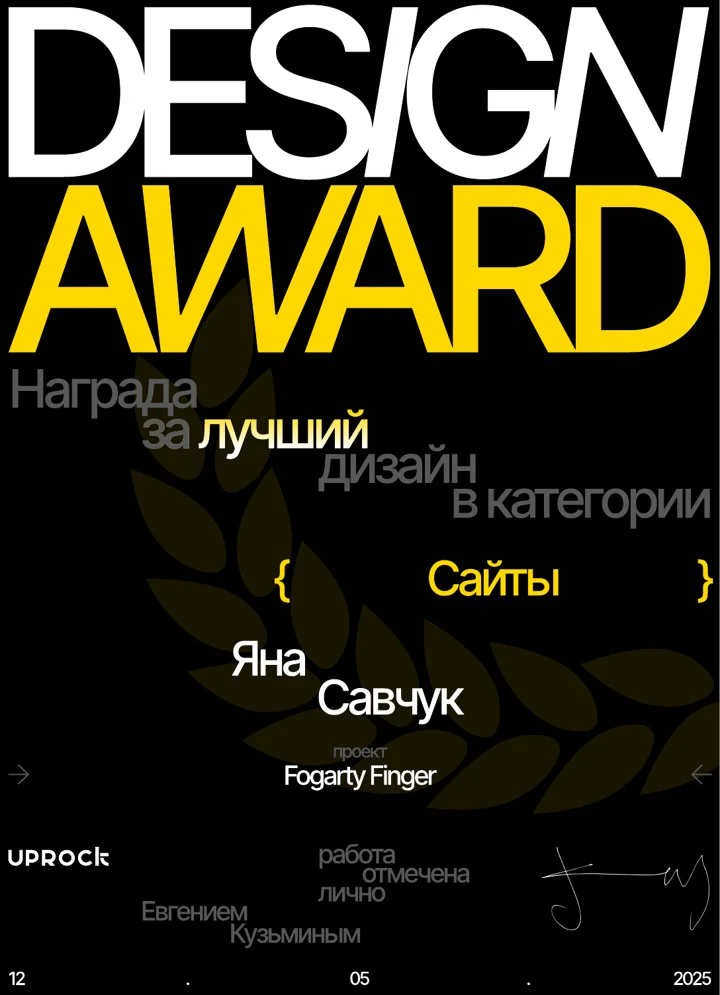 DESIGN
AWARD
Награда
за лучший
дизайн
в категории
{ Сайты }
Яна
Савчук
проект
Fogarty Finger
uprock
работа
отмечена
лично
Евгением
Кузьминым
12 . 05 . 2025